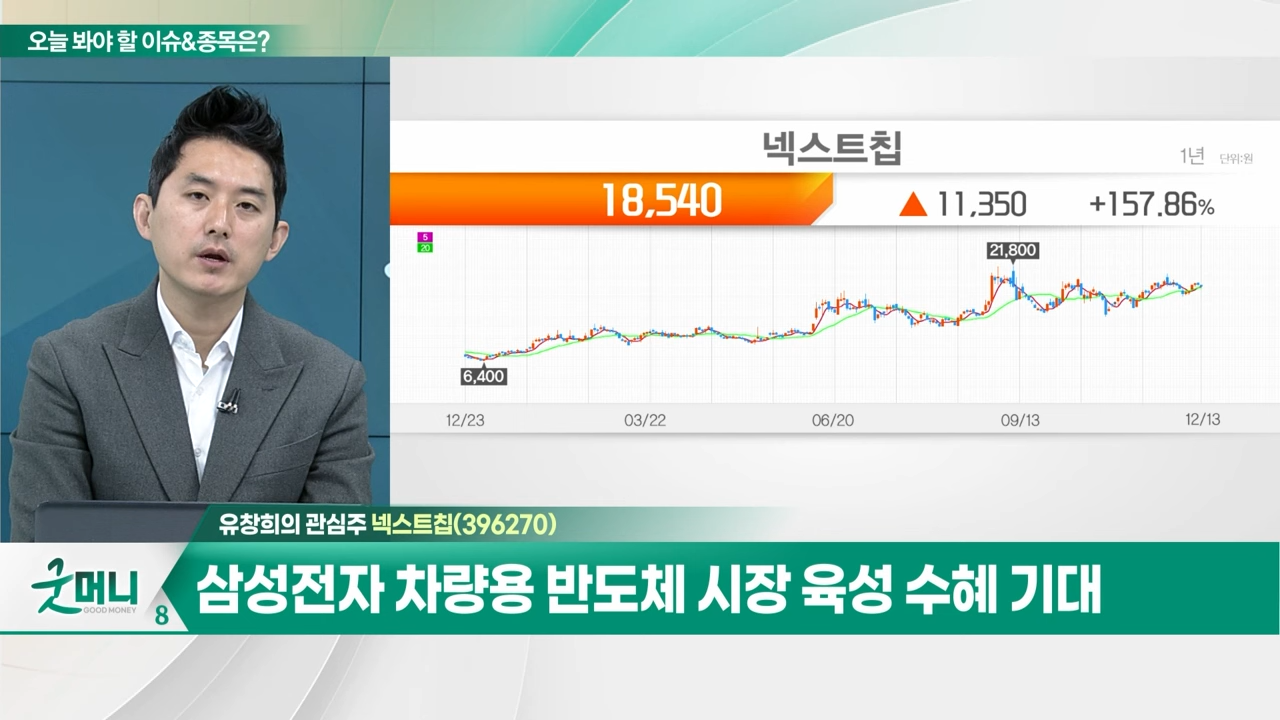 오늘 봐야 할 이슈&종목은?
넥스트칩
1년 단위:원
18,540 ▲ 11,350 +157.86%
5
20
21,800
6,400
12/23 03/22 06/20 09/13 12/13
유창희의 관심주 넥스트칩(396270)
굿머니
GOOD MONEY
8
삼성전자 차량용 반도체 시장 육성 수혜 기대